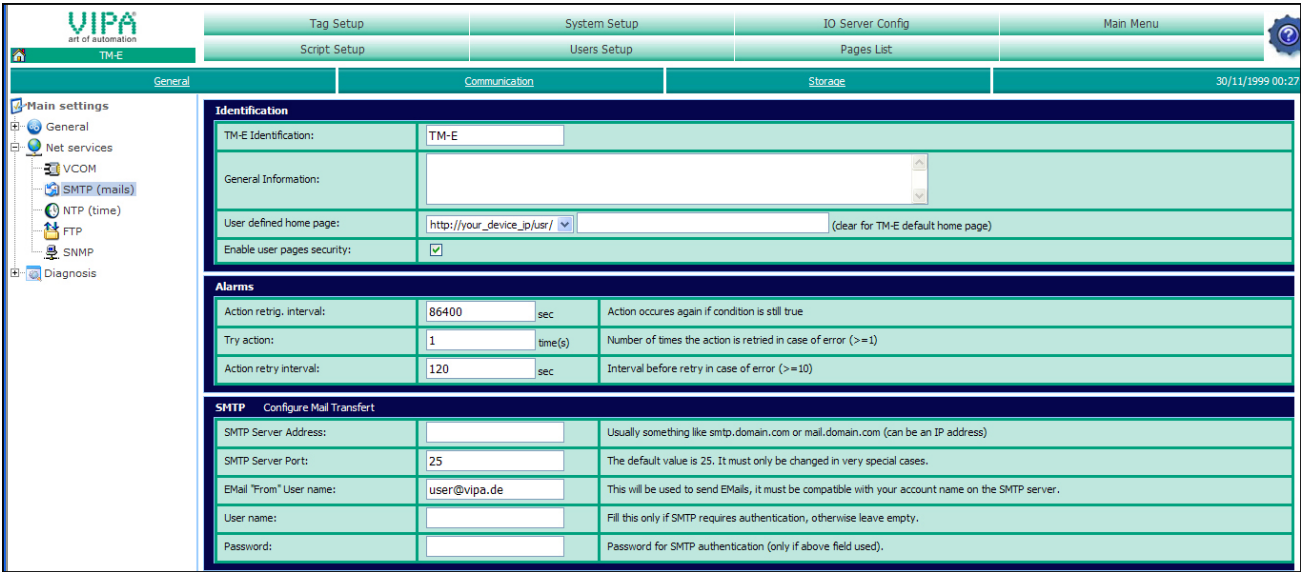 VIPA
art of automation
TM-E
Tag Setup
System Setup
IO Server Config
Main Menu
Script Setup
Users Setup
Pages List
General
Communication
Storage
30/11/1999 00:27
Main settings
General
Net services
VCOM
SMTP (mails)
NTP (time)
FTP
SNMP
Diagnosis
Identification
TM-E Identification: TM-E
General Information:
User defined home page: http://your_device_ip/usr/ (clear for TM-E default home page)
Enable user pages security:
Alarms
Action retrig. interval: 86400 sec Action occures again if condition is still true
Try action: 1 time(s) Number of times the action is retried in case of error (>=1)
Action retry interval: 120 sec Interval before retry in case of error (>=10)
SMTP Configure Mail Transfert
SMTP Server Address: Usually something like smtp.domain.com or mail.domain.com (can be an IP address)
SMTP Server Port: 25 The default value is 25. It must only be changed in very special cases.
EMail "From" User name: user@vipa.de This will be used to send EMails, it must be compatible with your account name on the SMTP server.
User name: Fill this only if SMTP requires authentication, otherwise leave empty.
Password: Password for SMTP authentication (only if above field used).